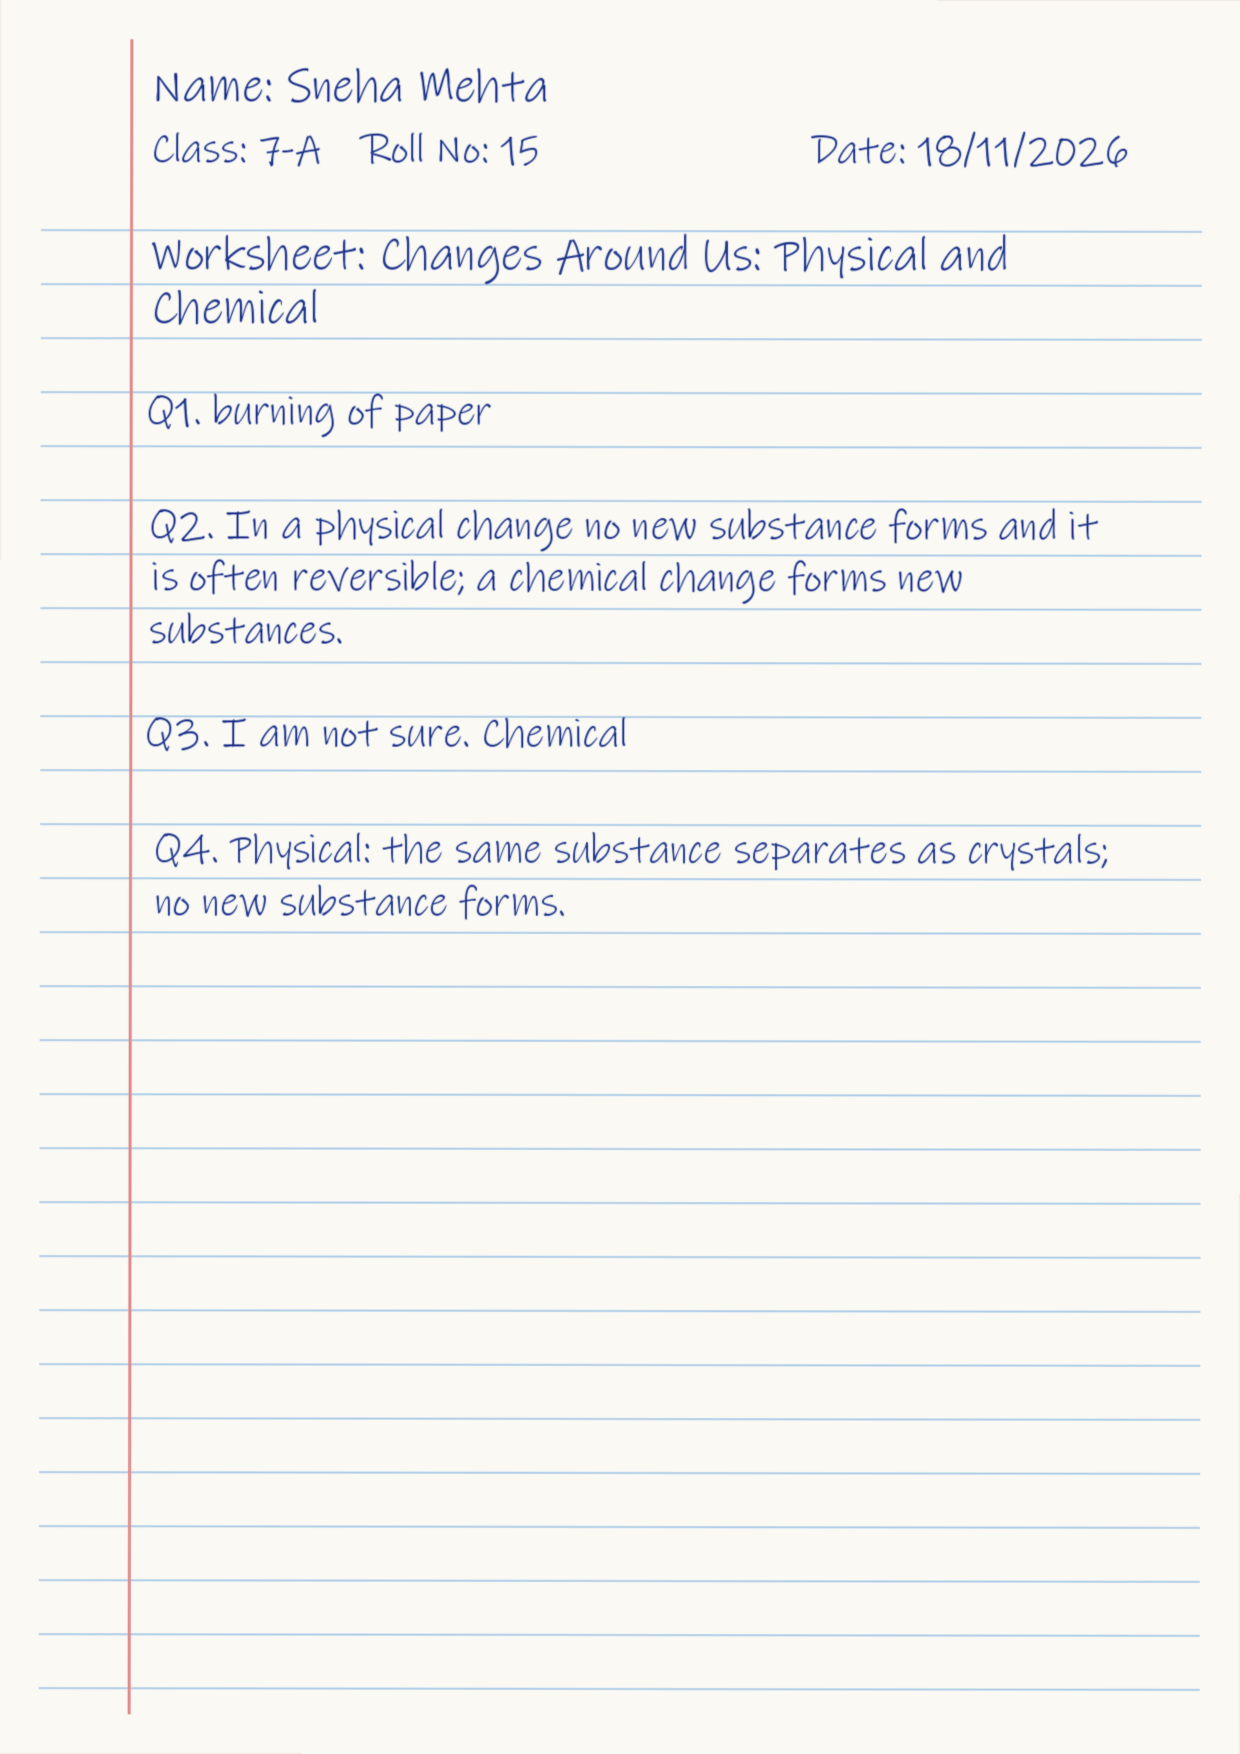 Name: Sneha Mehta
Class: 7-A Roll No: 15 Date: 18/11/2026
Worksheet: Changes Around Us: Physical and
Chemical
Q1. burning of paper
Q2. In a physical change no new substance forms and it
is often reversible; a chemical change forms new
substances.
Q3. I am not sure. Chemical
Q4. Physical: the same substance separates as crystals;
no new substance forms.